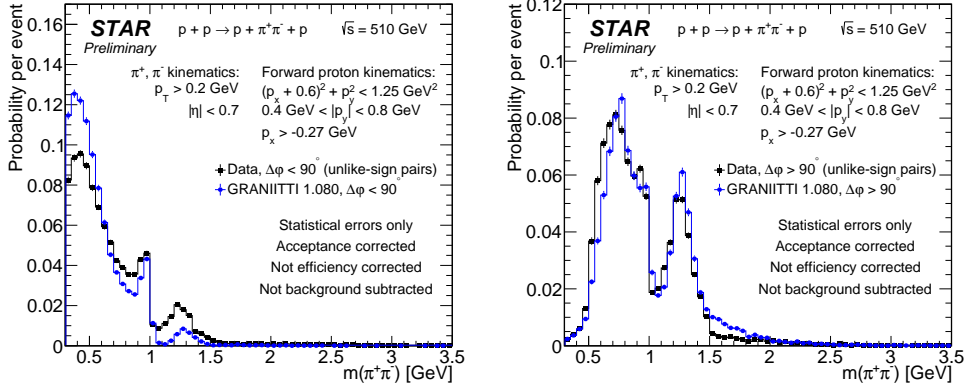 Probability per event
0.16
0.14
0.12
0.1
0.08
0.06
0.04
0.02
0
STAR
Preliminary
p + p → p + π⁺π⁻ + p √s = 510 GeV
π⁺, π⁻ kinematics:
p_T > 0.2 GeV
|η| < 0.7
Forward proton kinematics:
(p_x + 0.6)² + p_y² < 1.25 GeV²
0.4 GeV < |p_y| < 0.8 GeV
p_x > -0.27 GeV
Data, Δφ < 90° (unlike-sign pairs)
GRANIITTI 1.080, Δφ < 90°
Statistical errors only
Acceptance corrected
Not efficiency corrected
Not background subtracted
0.5 1 1.5 2 2.5 3 3.5
m(π⁺π⁻) [GeV]
Probability per event
0.12
0.1
0.08
0.06
0.04
0.02
0
STAR
Preliminary
p + p → p + π⁺π⁻ + p √s = 510 GeV
π⁺, π⁻ kinematics:
p_T > 0.2 GeV
|η| < 0.7
Forward proton kinematics:
(p_x + 0.6)² + p_y² < 1.25 GeV²
0.4 GeV < |p_y| < 0.8 GeV
p_x > -0.27 GeV
Data, Δφ > 90° (unlike-sign pairs)
GRANIITTI 1.080, Δφ > 90°
Statistical errors only
Acceptance corrected
Not efficiency corrected
Not background subtracted
0.5 1 1.5 2 2.5 3 3.5
m(π⁺π⁻) [GeV]